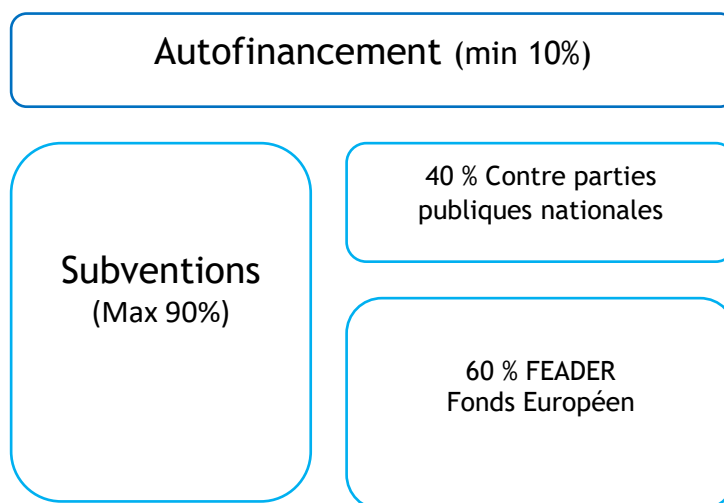 Autofinancement (min 10%)
Subventions
(Max 90%)
40 % Contre parties
publiques nationales
60 % FEADER
Fonds Européen